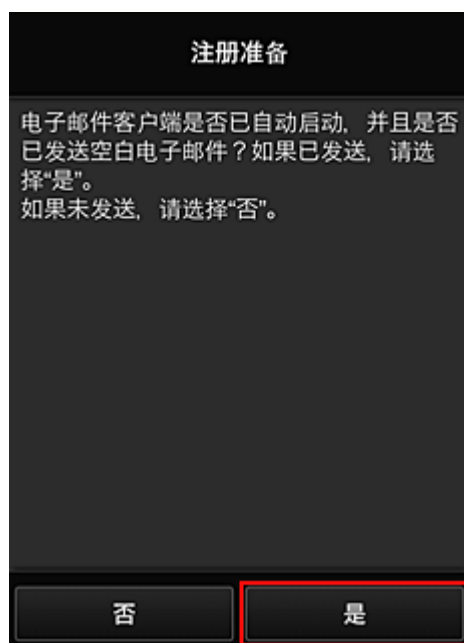 注册准备
电子邮件客户端是否已自动启动，并且是否
已发送空白电子邮件？如果已发送，请选
择“是”。
如果未发送，请选择“否”。
否
是